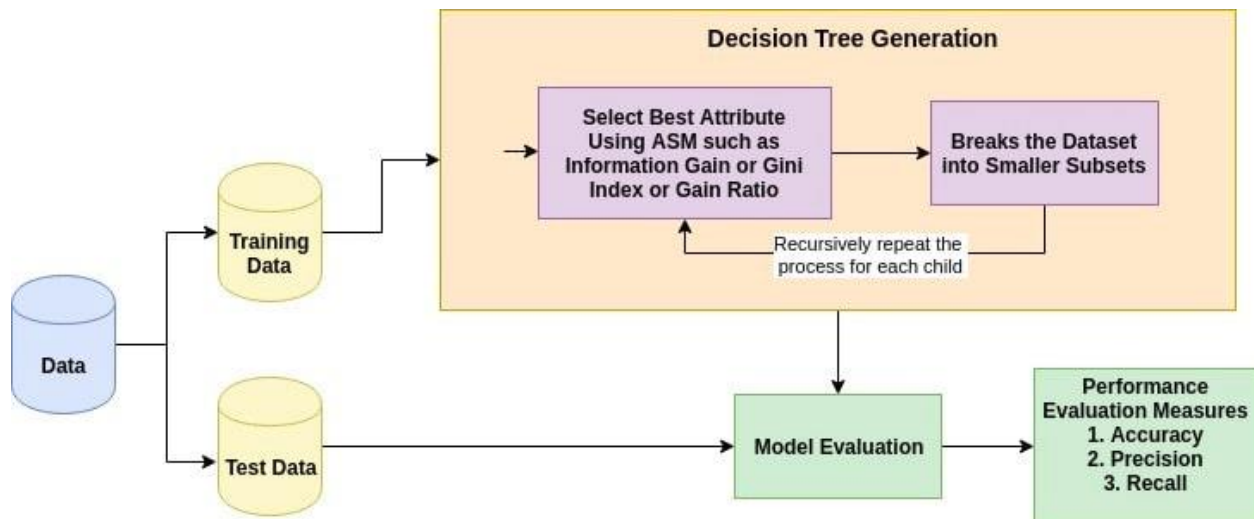 Decision Tree Generation
Select Best Attribute
Using ASM such as
Information Gain or Gini
Index or Gain Ratio
Breaks the Dataset
into Smaller Subsets
Recursively repeat the
process for each child
Training
Data
Data
Test Data
Model Evaluation
Performance
Evaluation Measures
1. Accuracy
2. Precision
3. Recall